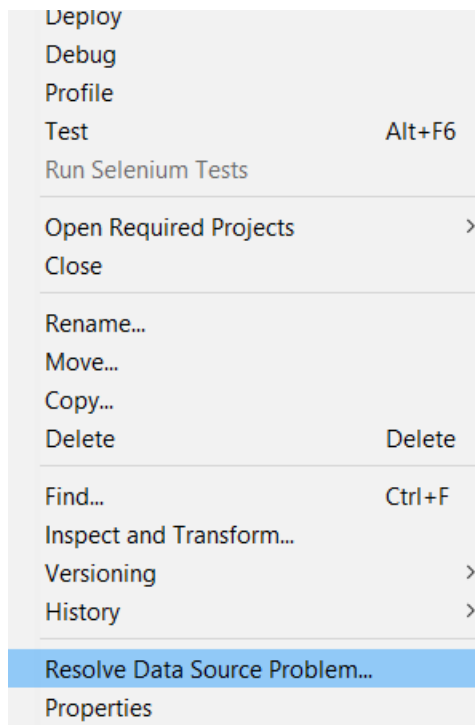 Deploy
Debug
Profile
Test Alt+F6
Run Selenium Tests
Open Required Projects >
Close
Rename...
Move...
Copy...
Delete Delete
Find... Ctrl+F
Inspect and Transform...
Versioning >
History >
Resolve Data Source Problem...
Properties